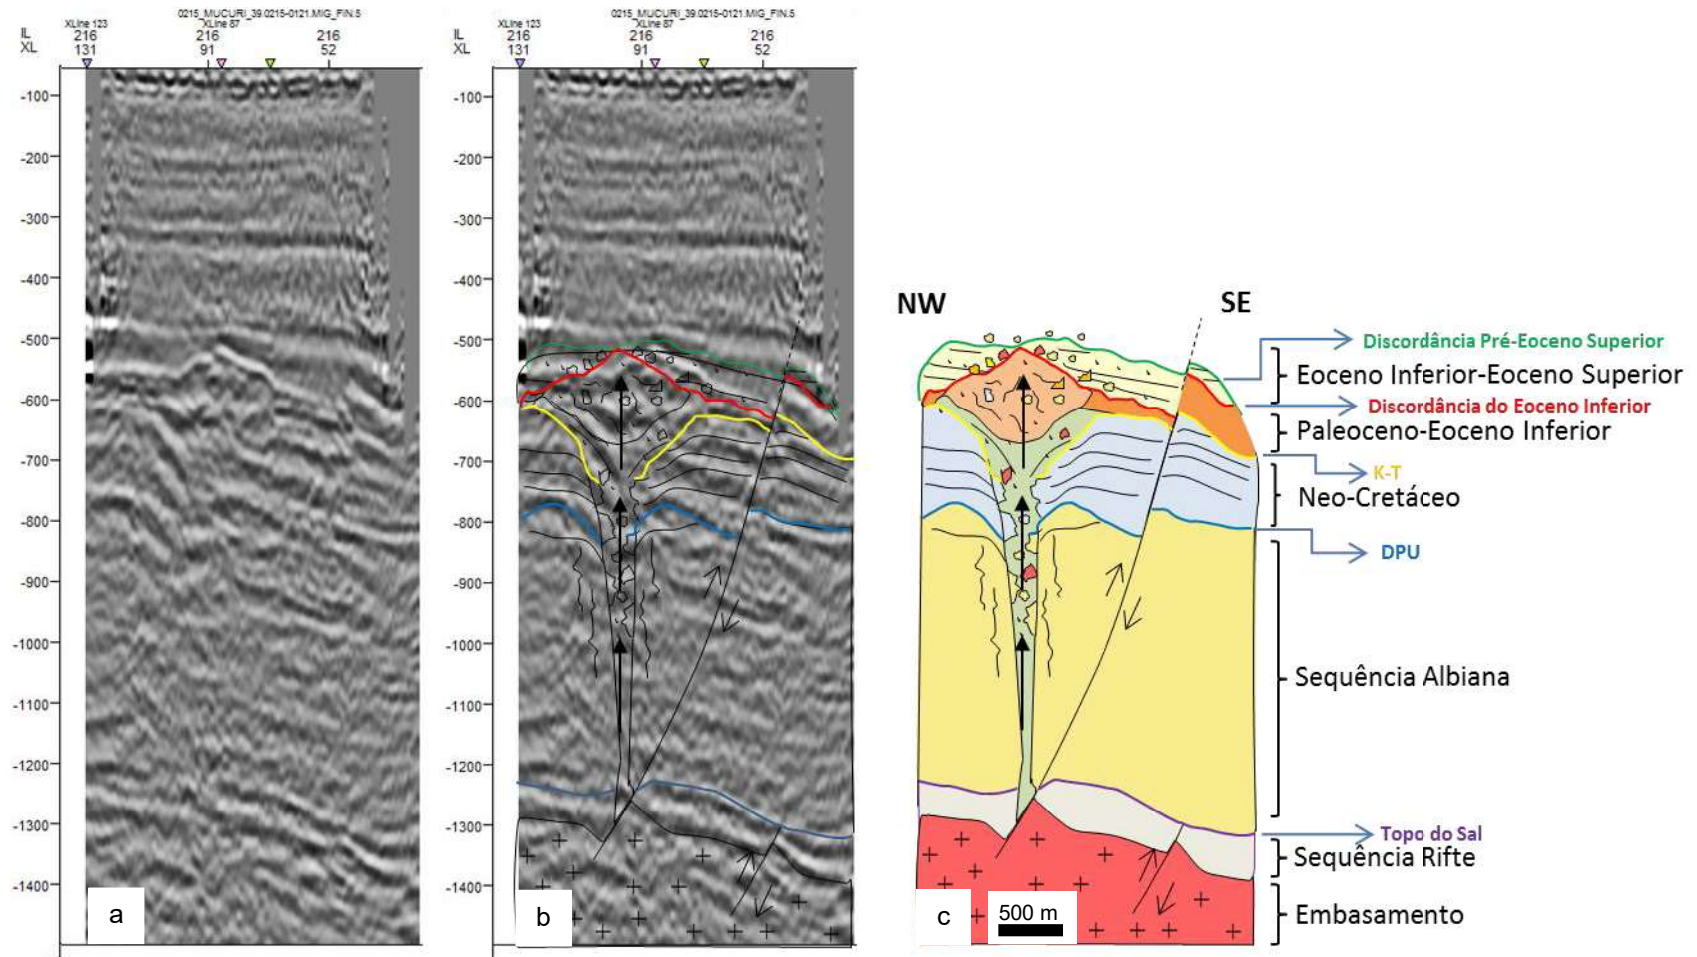 0215_MUCURI_39.0215-0121.MIG_FIN.5
XLine 123
XLine 87
IL
216
216
216
XL
131
91
52
-100
-200
-300
-400
-500
-600
-700
-800
-900
-1000
-1100
-1200
-1300
-1400
a
0215_MUCURI_39.0215-0121.MIG_FIN.5
XLine 123
XLine 87
IL
216
216
216
XL
131
91
52
-100
-200
-300
-400
-500
-600
-700
-800
-900
-1000
-1100
-1200
-1300
-1400
b
NW
SE
Discordância Pré-Eoceno Superior
Eoceno Inferior-Eoceno Superior
Discordância do Eoceno Inferior
Paleoceno-Eoceno Inferior
K-T
Neo-Cretáceo
DPU
Sequência Albiana
Topo do Sal
Sequência Rifte
Embasamento
c
500 m